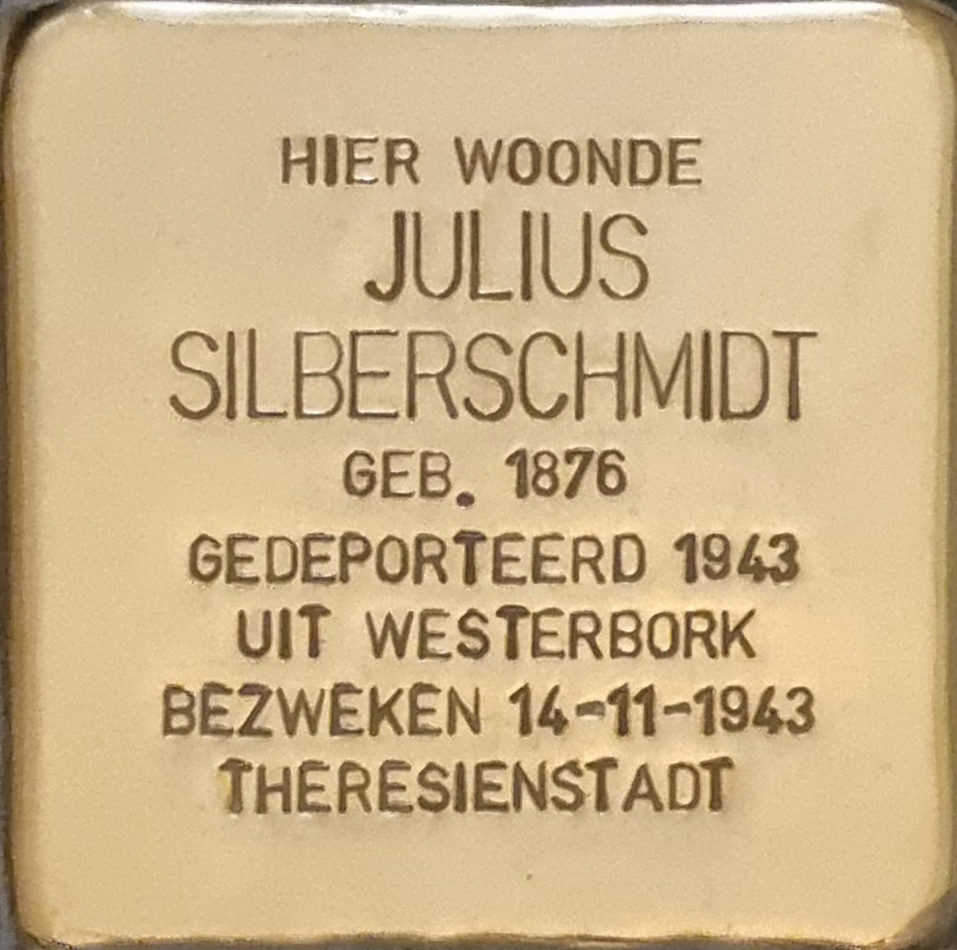 HIER WOONDE
JULIUS
SILBERSCHMIDT
GEB. 1876
GEDEPORTEERD 1943
UIT WESTERBORK
BEZWEKEN 14-11-1943
THERESIENSTADT